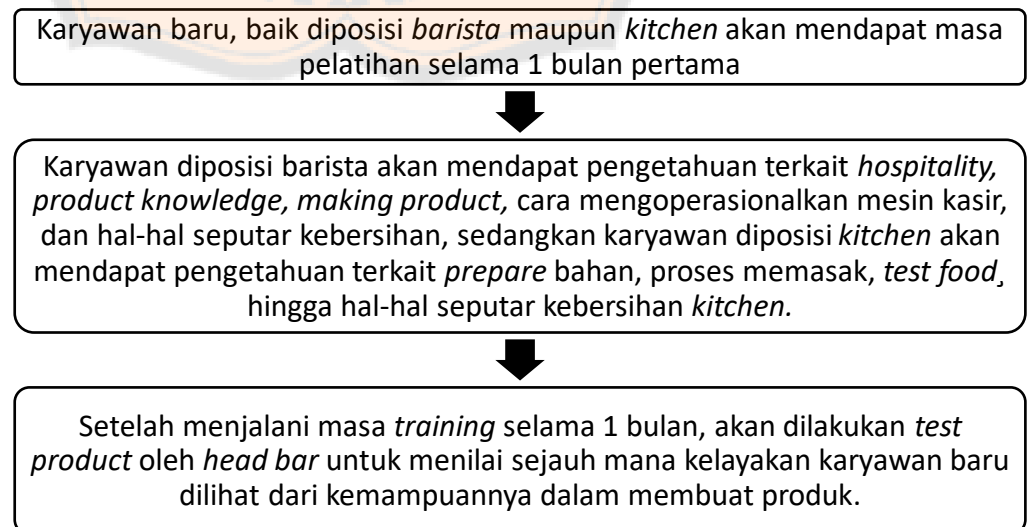 Karyawan baru, baik diposisi barista maupun kitchen akan mendapat masa
pelatihan selama 1 bulan pertama
Karyawan diposisi barista akan mendapat pengetahuan terkait hospitality,
product knowledge, making product, cara mengoperasionalkan mesin kasir,
dan hal-hal seputar kebersihan, sedangkan karyawan diposisi kitchen akan
mendapat pengetahuan terkait prepare bahan, proses memasak, test food¸
hingga hal-hal seputar kebersihan kitchen.
Setelah menjalani masa training selama 1 bulan, akan dilakukan test
product oleh head bar untuk menilai sejauh mana kelayakan karyawan baru
dilihat dari kemampuannya dalam membuat produk.